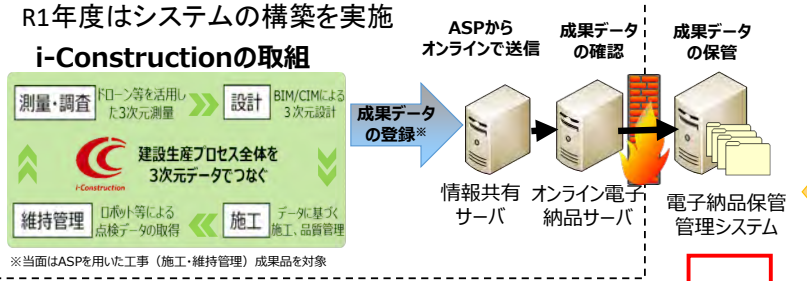 R1年度はシステムの構築を実施
i-Constructionの取組
測量・調査
ドローン等を活用し
た3次元測量
設計
BIM/CIMによる
3次元設計
i-Construction
建設生産プロセス全体を
3次元データでつなぐ
維持管理
ロボット等による
点検データの取得
施工
データに基づく
施工、品質管理
※当面はASPを用いた工事（施工・維持管理）成果品を対象
成果データ
の登録※
ASPから
オンラインで送信
成果データ
の確認
成果データ
の保管
情報共有
サーバ
オンライン電子
納品サーバ
電子納品保管
管理システム